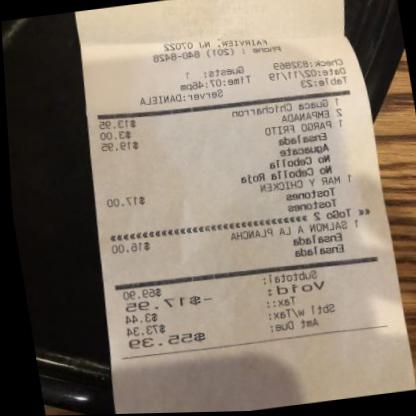 FAIRVIEW, NJ 07022
Phone : (201) 840-8428
Check:832869 Guests: 1
Date:02/11/19 Time:07:46pm
Table:23 Server:DANIELA
1 Guaca Chicharron $13.95
2 EMPANADA $3.00
1 PARGO FRITO $19.95
Ensalada
Aguacate
No Cebolla
No Cebolla Roja
1 MAR Y CHICKEN $17.00
Tostones
Tostones
** ToGo 2 ********************
1 SALMON A LA PLANCHA $16.00
Ensalada
Ensalada
Subtotal: $69.90
Void: -$17.95
Tax:: $3.44
Sbtl w/Tax: $73.34
Amt Due: $55.39